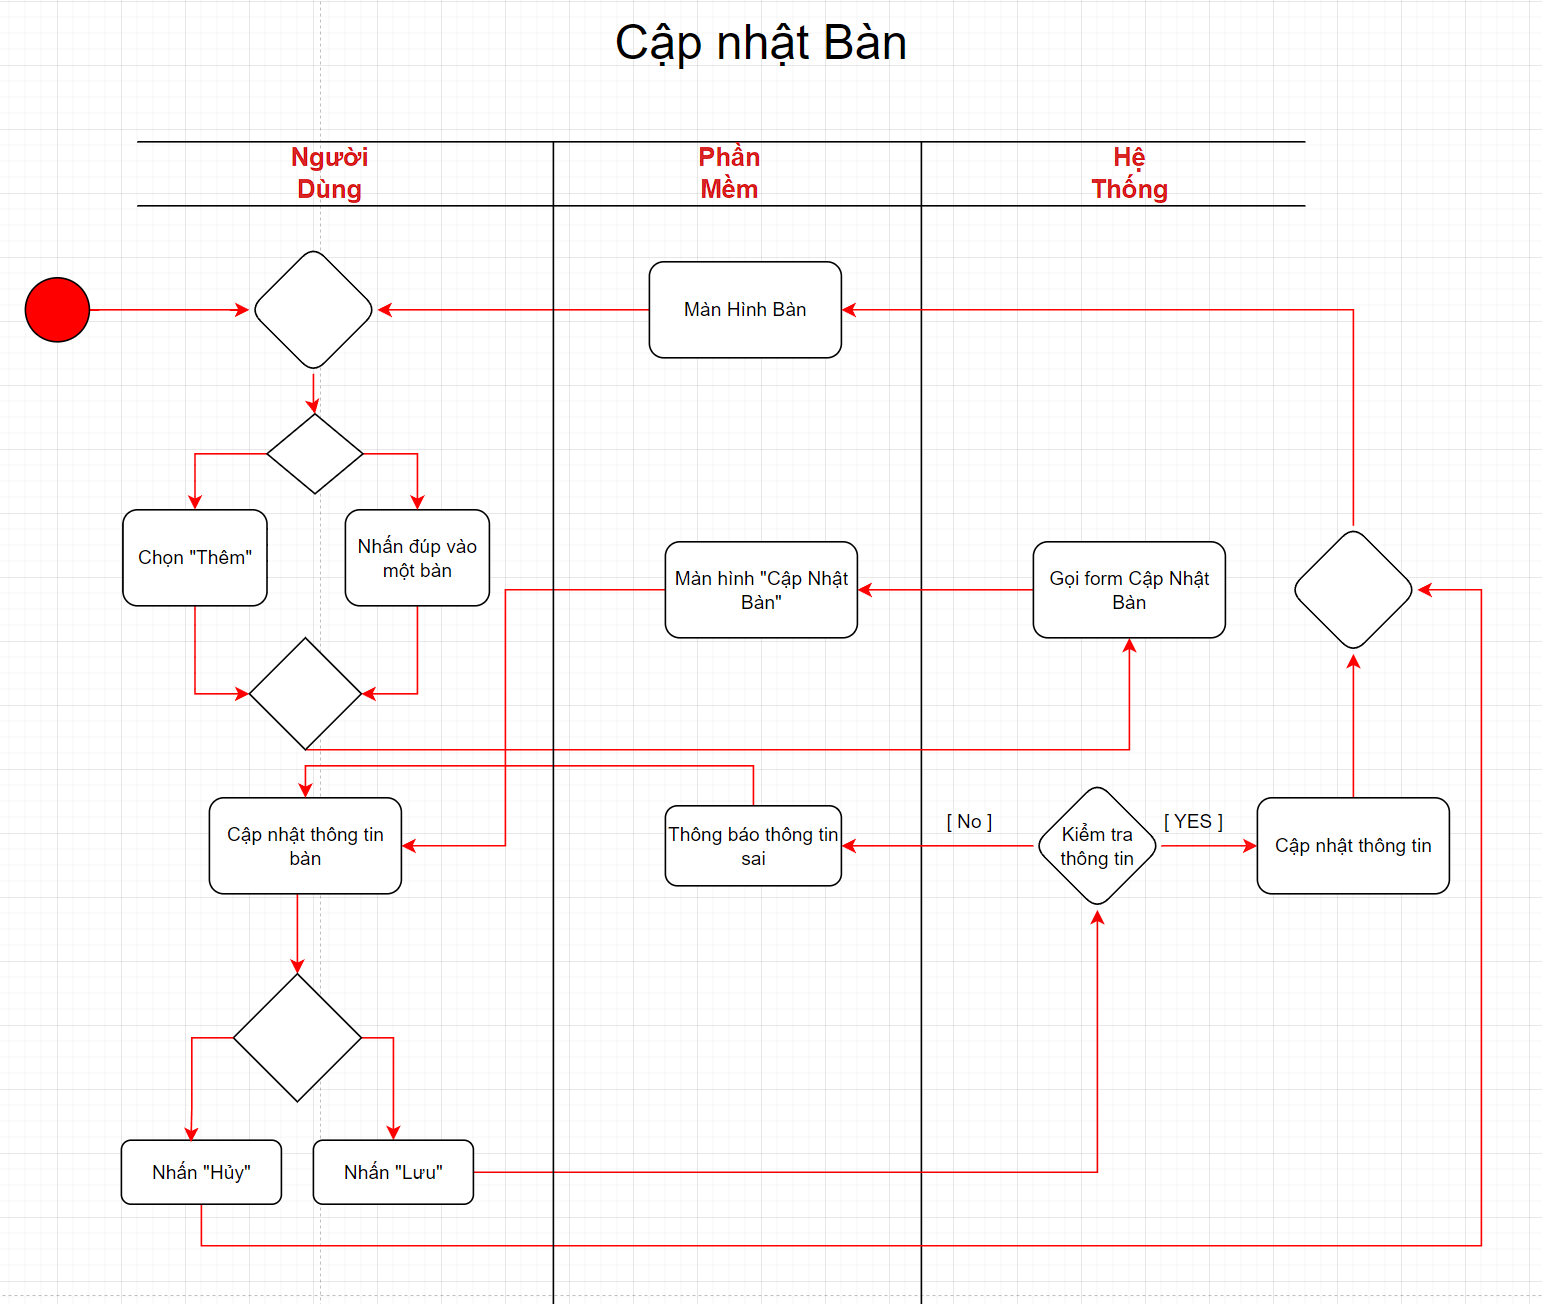 Cập nhật Bàn
Người
Dùng
Phần
Mềm
Hệ
Thống
Màn Hình Bàn
Chọn "Thêm"
Nhấn đúp vào
một bàn
Màn hình "Cập Nhật
Bàn"
Gọi form Cập Nhật
Bàn
Cập nhật thông tin
bàn
Thông báo thông tin
sai
[ No ]
Kiểm tra
thông tin
[ YES ]
Cập nhật thông tin
Nhấn "Hủy"
Nhấn "Lưu"